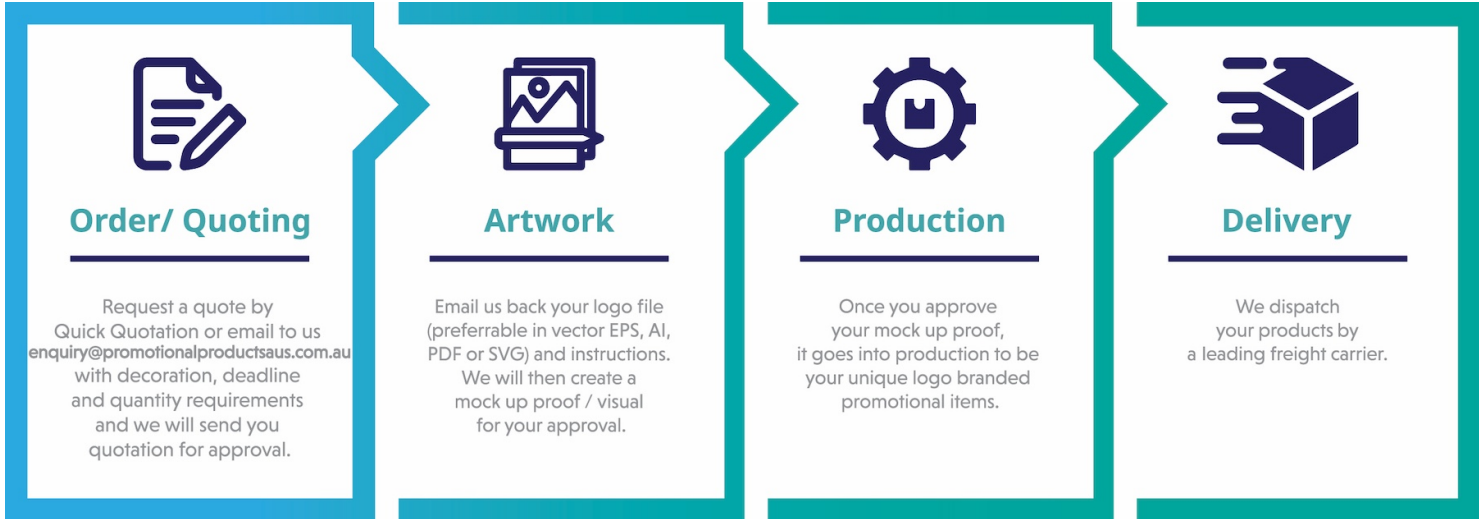 Order/ Quoting
Request a quote by
Quick Quotation or email to us
enquiry@promotionalproductsaus.com.au
with decoration, deadline
and quantity requirements
and we will send you
quotation for approval.
Artwork
Email us back your logo file
(preferrable in vector EPS, AI,
PDF or SVG) and instructions.
We will then create a
mock up proof / visual
for your approval.
Production
Once you approve
your mock up proof,
it goes into production to be
your unique logo branded
promotional items.
Delivery
We dispatch
your products by
a leading freight carrier.